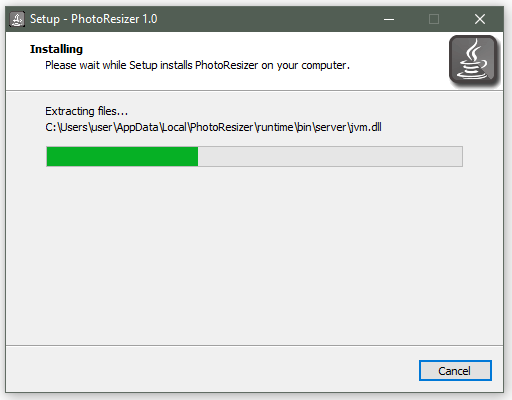 Setup - PhotoResizer 1.0
Installing
Please wait while Setup installs PhotoResizer on your computer.
Extracting files...
C:\Users\user\AppData\Local\PhotoResizer\runtime\bin\server\jvm.dll
Cancel